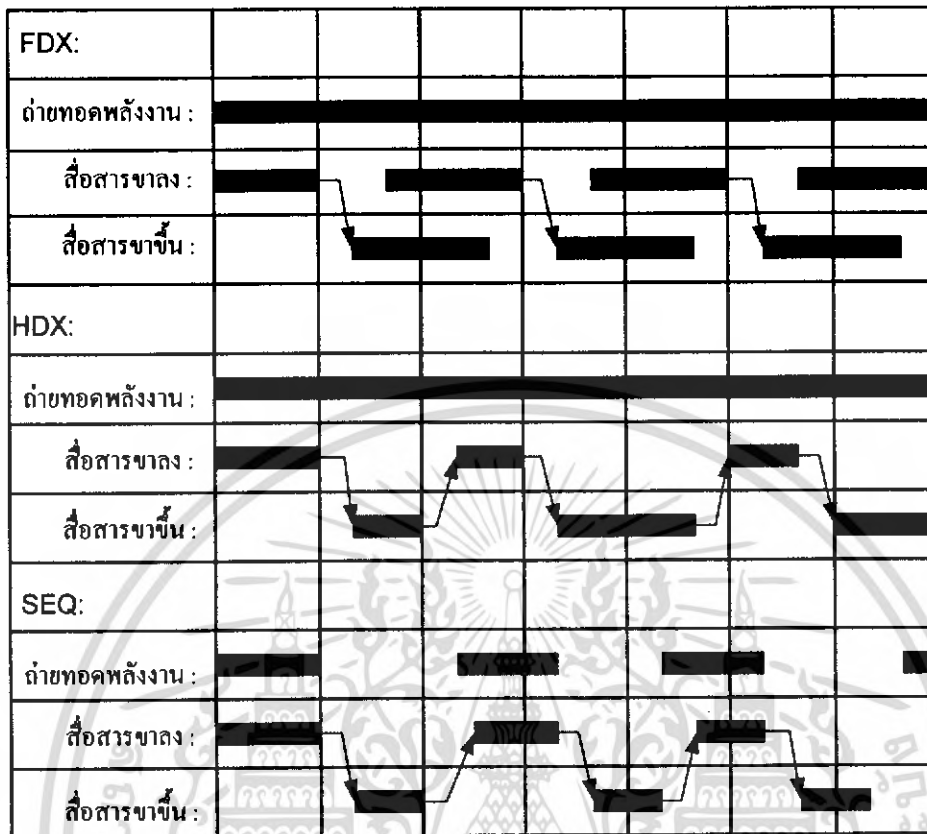 FDX:
ถ่ายทอดพลังงาน :
สื่อสารขาลง :
สื่อสารขาขึ้น :
HDX:
ถ่ายทอดพลังงาน :
สื่อสารขาลง :
สื่อสารขาขึ้น :
SEQ:
ถ่ายทอดพลังงาน :
สื่อสารขาลง :
สื่อสารขาขึ้น :